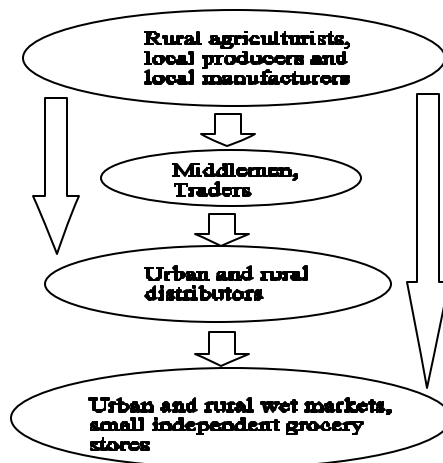 Rural agriculturists,
local producers and
local manufacturers
Middlemen,
Traders
Urban and rural
distributors
Urban and rural wet markets,
small independent grocery
stores